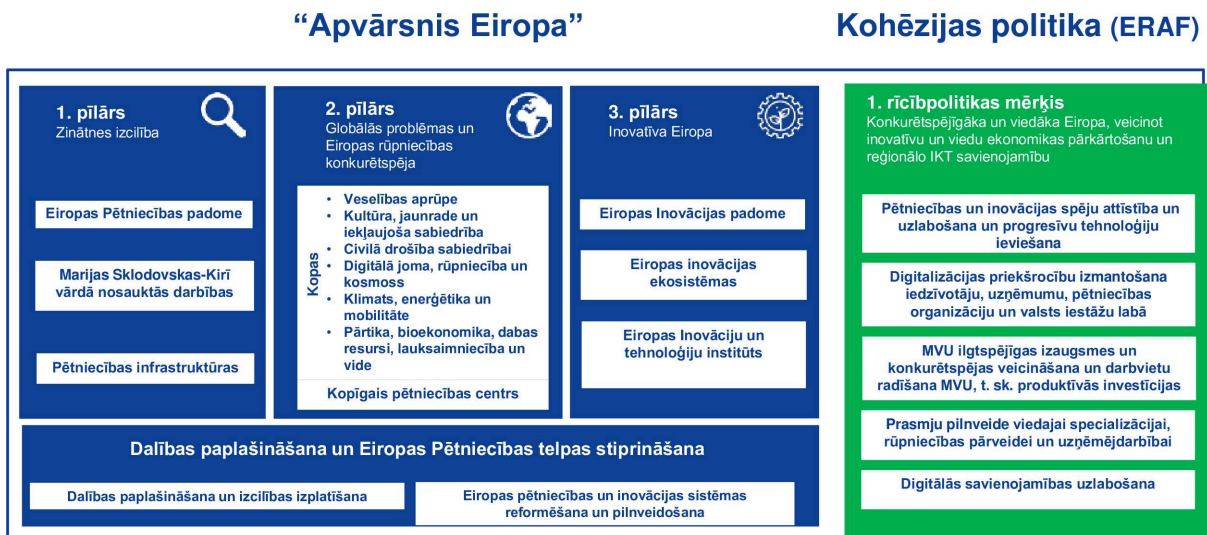 “Apvārsnis Eiropa”
Kohēzijas politika (ERAF)
1. pīlārs
Zinātnes izcilība
Eiropas Pētniecības padome
Marijas Sklodovskas-Kirī
vārdā nosauktās darbības
Pētniecības infrastruktūras
2. pīlārs
Globālās problēmas un
Eiropas rūpniecības
konkurētspēja
Kopas
• Veselības aprūpe
• Kultūra, jaunrade un
iekļaujoša sabiedrība
• Civilā drošība sabiedrībai
• Digitālā joma, rūpniecība un
kosmoss
• Klimats, enerģētika un
mobilitāte
• Pārtika, bioekonomika, dabas
resursi, lauksaimniecība un
vide
Kopīgais pētniecības centrs
3. pīlārs
Inovatīva Eiropa
Eiropas Inovācijas padome
Eiropas inovācijas
ekosistēmas
Eiropas Inovāciju un
tehnoloģiju institūts
Dalības paplašināšana un Eiropas Pētniecības telpas stiprināšana
Dalības paplašināšana un izcilības izplatīšana
Eiropas pētniecības un inovācijas sistēmas
reformēšana un pilnveidošana
1. rīcībpolitikas mērķis
Konkurētspējīgāka un viedāka Eiropa, veicinot
inovatīvu un viedu ekonomikas pārkārtošanu un
reģionālo IKT savienojamību
Pētniecības un inovācijas spēju attīstība un
uzlabošana un progresīvu tehnoloģiju
ieviešana
Digitalizācijas priekšrocību izmantošana
iedzīvotāju, uzņēmumu, pētniecības
organizāciju un valsts iestāžu labā
MVU ilgtspējīgas izaugsmes un
konkurētspējas veicināšana un darbvietu
radīšana MVU, t. sk. produktīvās investīcijas
Prasmju pilnveide viedajai specializācijai,
rūpniecības pārveidei un uzņēmējdarbībai
Digitālās savienojamības uzlabošana